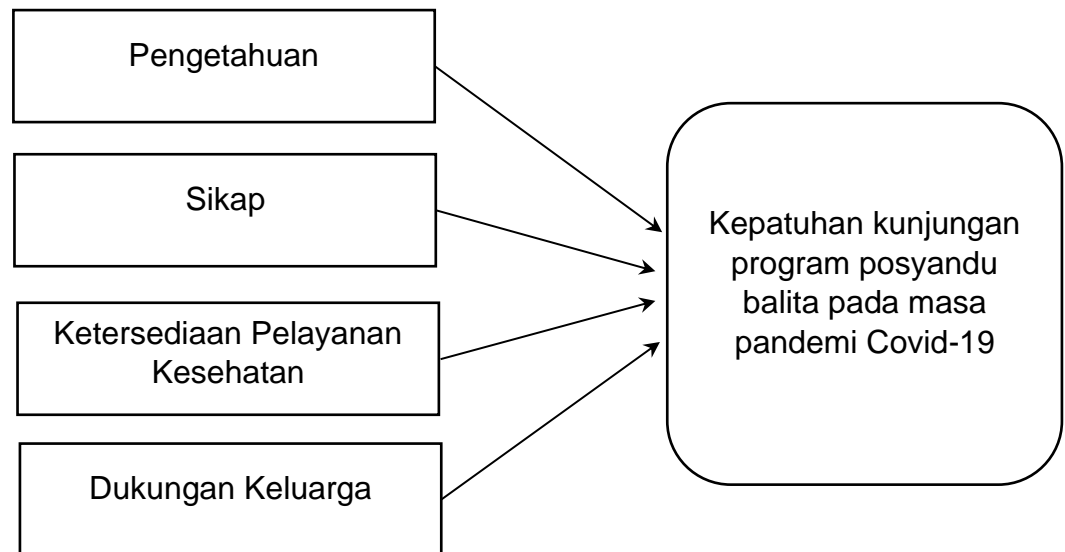 Pengetahuan
Sikap
Ketersediaan Pelayanan
Kesehatan
Dukungan Keluarga
Kepatuhan kunjungan
program posyandu
balita pada masa
pandemi Covid-19